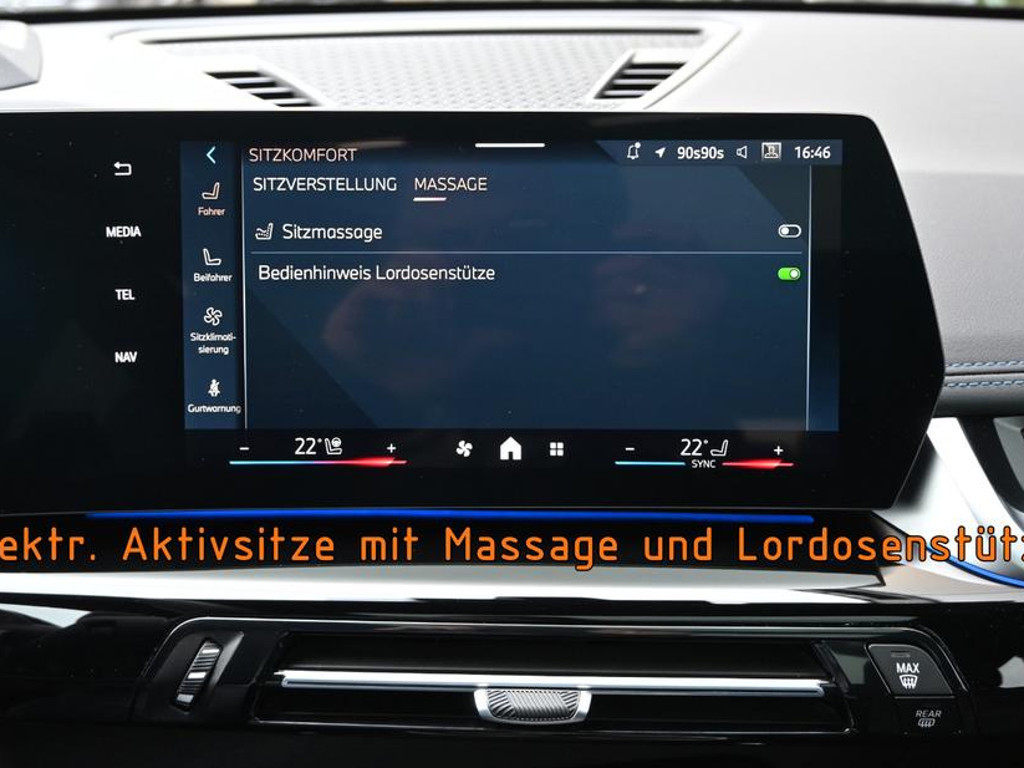 SITZKOMFORT
90s90s
16:46
SITZVERSTELLUNG MASSAGE
Sitzmassage
Bedienhinweis Lordosenstütze
MEDIA
TEL
NAV
Fahrer
Beifahrer
Sitzklimati-
sierung
Gurtwarnung
- 22° +
- 22° +
SYNC
ektr. Aktivsitze mit Massage und Lordosenstüt
MAX
REAR